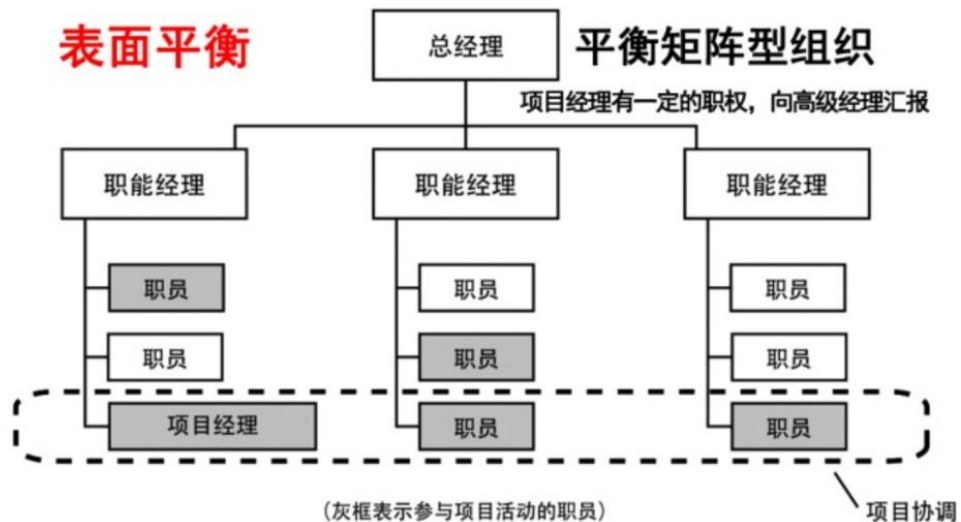 表面平衡
总经理
平衡矩阵型组织
项目经理有一定的职权，向高级经理汇报
职能经理
职能经理
职能经理
职员
职员
职员
职员
职员
职员
项目经理
职员
职员
(灰框表示参与项目活动的职员)
项目协调